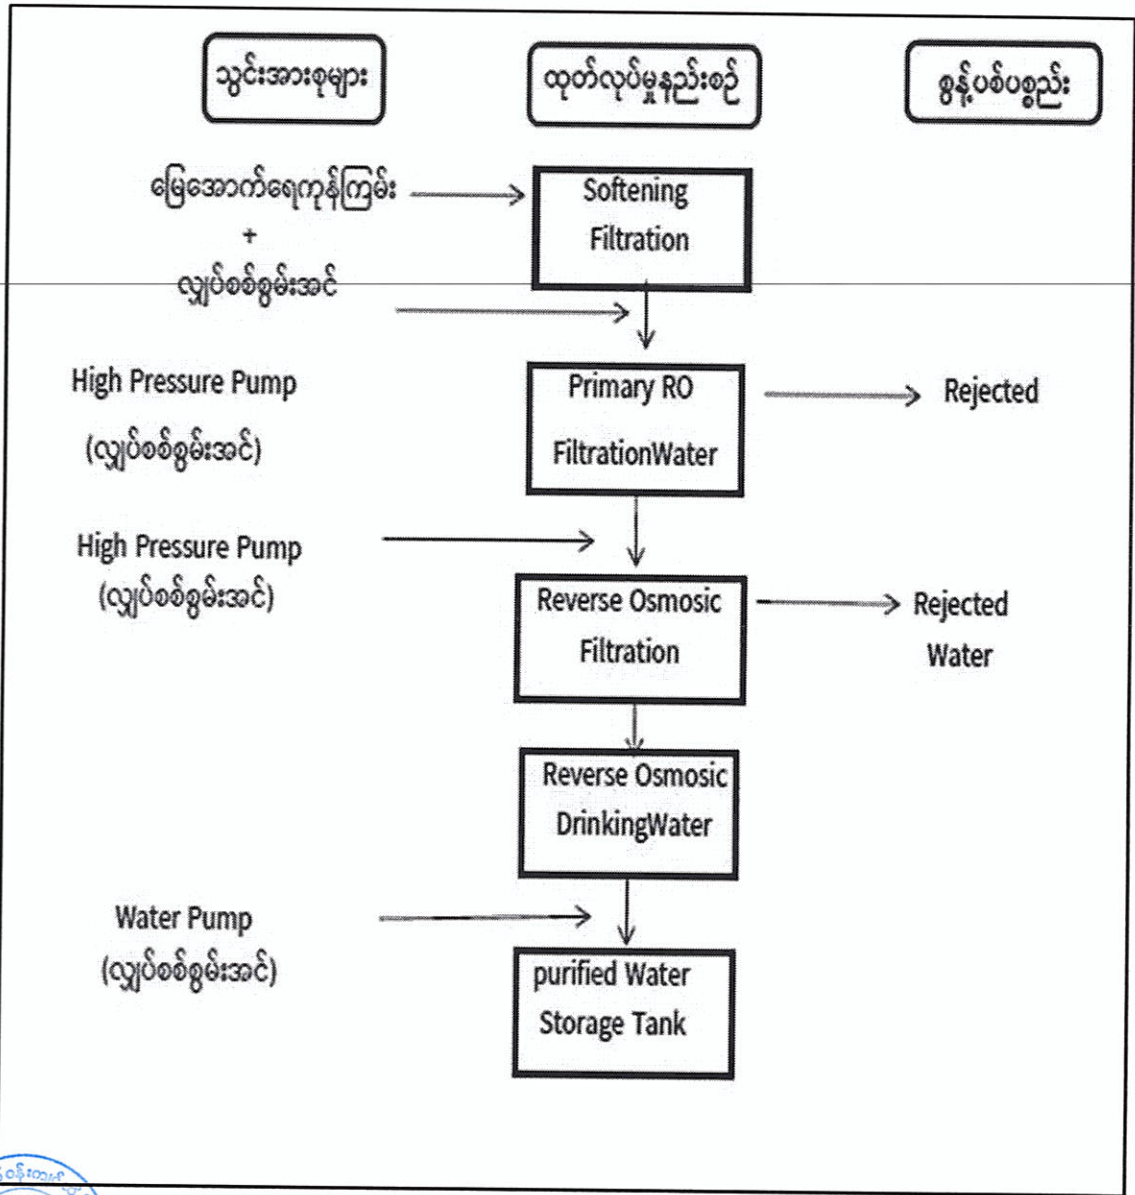 သွင်းအားစုများ
ထုတ်လုပ်မှုနည်းစဉ်
စွန့်ပစ်ပစ္စည်း
မြေအောက်ရေကုန်ကြမ်း
+
လျှပ်စစ်စွမ်းအင်
Softening
Filtration
High Pressure Pump
(လျှပ်စစ်စွမ်းအင်)
Primary RO
FiltrationWater
Rejected
High Pressure Pump
(လျှပ်စစ်စွမ်းအင်)
Reverse Osmosic
Filtration
Rejected
Water
Reverse Osmosic
DrinkingWater
Water Pump
(လျှပ်စစ်စွမ်းအင်)
purified Water
Storage Tank